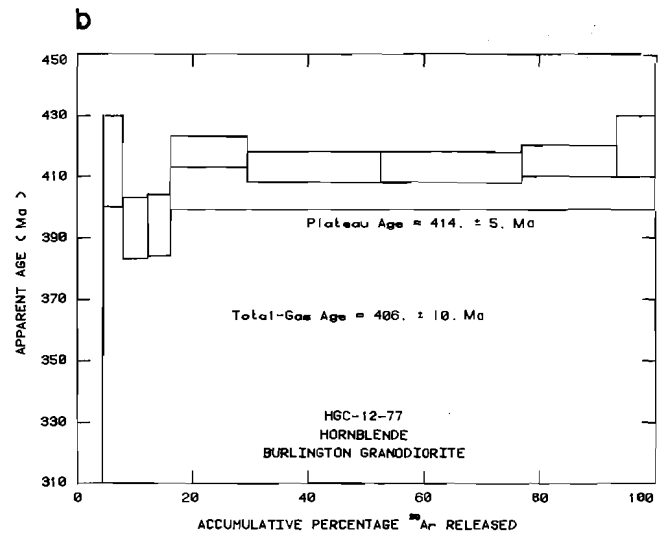 b
450
430
410
390
370
350
330
310
APPARENT AGE (Ma)
Plateau Age = 414. ± 5. Ma
Total-Gas Age = 406. ± 10. Ma
HGC-12-77
HORNBLENDE
BURLINGTON GRANODIORITE
0 20 40 60 80 100
ACCUMULATIVE PERCENTAGE ³⁹Ar RELEASED